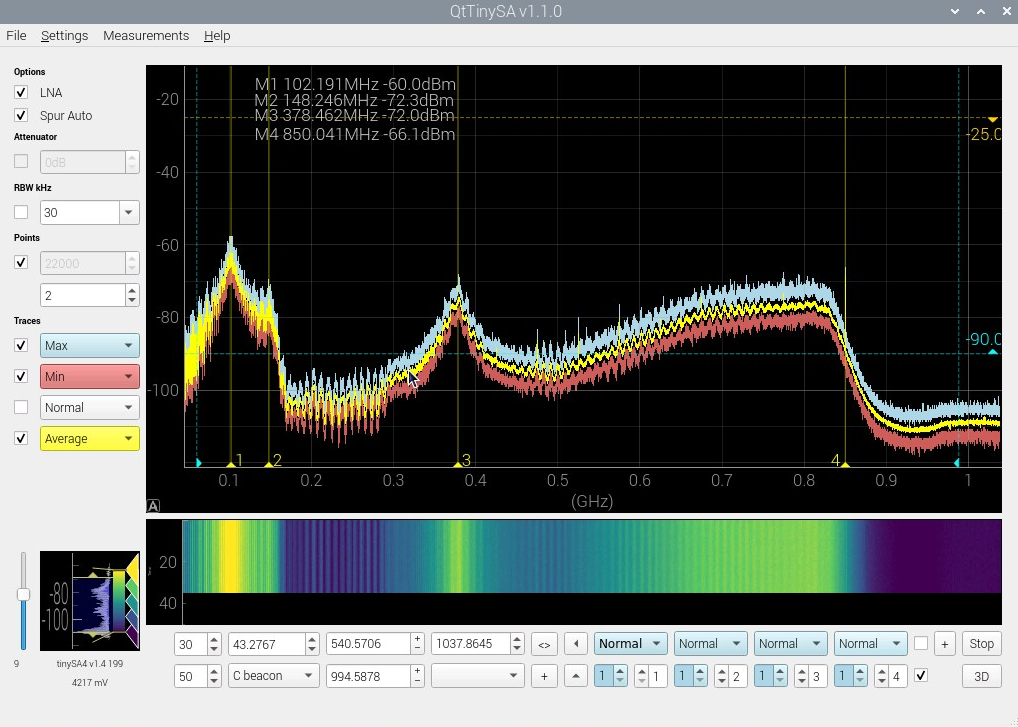 QtTinySA v1.1.0
File Settings Measurements Help
Options
LNA
Spur Auto
Attenuator
0dB
RBW kHz
30
Points
22000
2
Traces
Max
Min
Normal
Average
M1 102.191MHz -60.0dBm
M2 148.246MHz -72.3dBm
M3 378.462MHz -72.0dBm
M4 850.041MHz -66.1dBm
-20
-25.0
-40
-60
-80
-90.0
-100
1 2 3 4
0.1 0.2 0.3 0.4 0.5 0.6 0.7 0.8 0.9 1
(GHz)
A
20
40
-80
-100
9
tinySA4 v1.4 199
4217 mV
30 43.2767 540.5706 + − 1037.8645 <> Normal Normal Normal Normal + Stop
50 C beacon 994.5878 + − + 1 1 1 2 1 3 1 4 3D